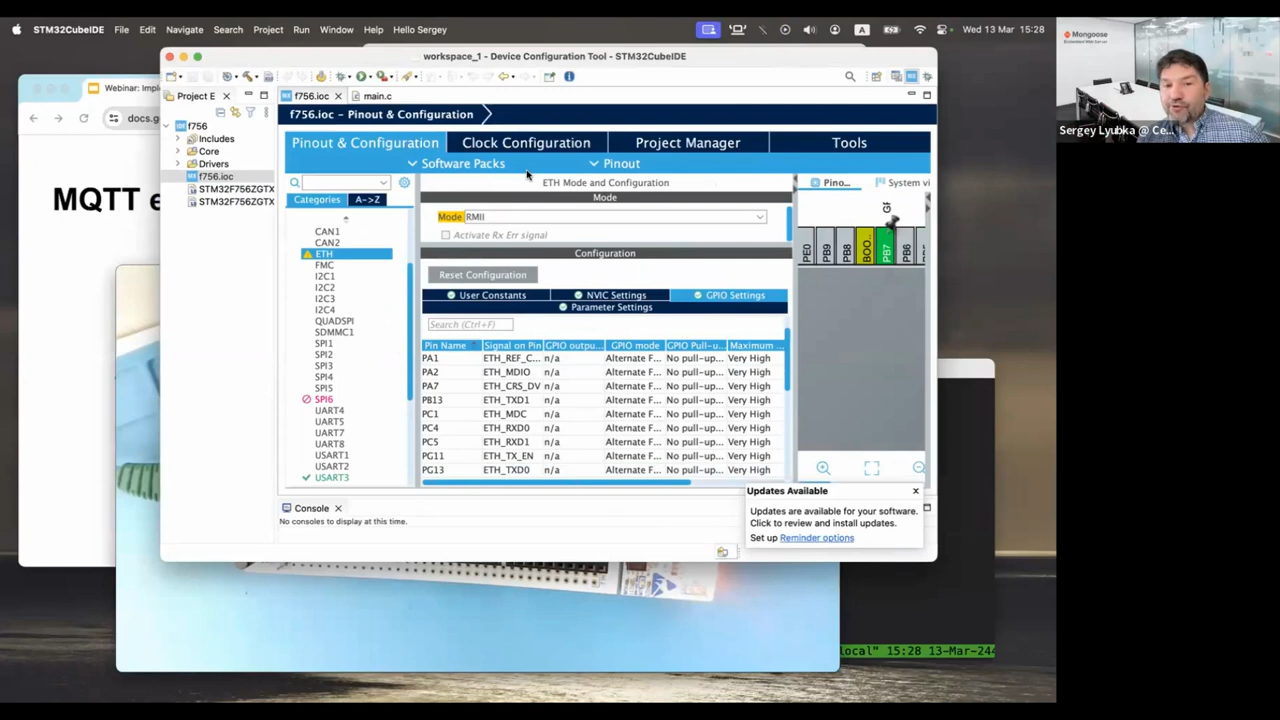 STM32CubeIDE File Edit Navigate Search Project Run Window Help Hello Sergey
A
Wed 13 Mar 15:28
workspace_1 - Device Configuration Tool - STM32CubeIDE
Webinar: Imple
docs.g
MQTT e
Project E
f756
Includes
Core
Drivers
f756.ioc
STM32F756ZGTX
STM32F756ZGTX
f756.ioc
main.c
f756.ioc - Pinout & Configuration
Pinout & Configuration
Clock Configuration
Project Manager
Tools
Software Packs
Pinout
Categories
A->Z
CAN1
CAN2
ETH
FMC
I2C1
I2C2
I2C3
I2C4
QUADSPI
SDMMC1
SPI1
SPI2
SPI3
SPI4
SPI5
SPI6
UART4
UART5
UART7
UART8
USART1
USART2
USART3
ETH Mode and Configuration
Mode
Mode RMII
Activate Rx Err signal
Configuration
Reset Configuration
User Constants
NVIC Settings
GPIO Settings
Parameter Settings
Search (Ctrl+F)
Pin Name Signal on Pin GPIO outpu... GPIO mode GPIO Pull-u... Maximum ...
PA1 ETH_REF_C... n/a Alternate F... No pull-up... Very High
PA2 ETH_MDIO n/a Alternate F... No pull-up... Very High
PA7 ETH_CRS_DV n/a Alternate F... No pull-up... Very High
PB13 ETH_TXD1 n/a Alternate F... No pull-up... Very High
PC1 ETH_MDC n/a Alternate F... No pull-up... Very High
PC4 ETH_RXD0 n/a Alternate F... No pull-up... Very High
PC5 ETH_RXD1 n/a Alternate F... No pull-up... Very High
PG11 ETH_TX_EN n/a Alternate F... No pull-up... Very High
PG13 ETH_TXD0 n/a Alternate F... No pull-up... Very High
Pino...
System vi
PE0
PB9
PB8
BOO..
PB7
PB6
Console
No consoles to display at this time.
Updates Available
Updates are available for your software.
Click to review and install updates.
Set up Reminder options
local" 15:28 13-Mar-24
Mongoose
Embedded Web Server
Sergey Lyubka @ Ce...